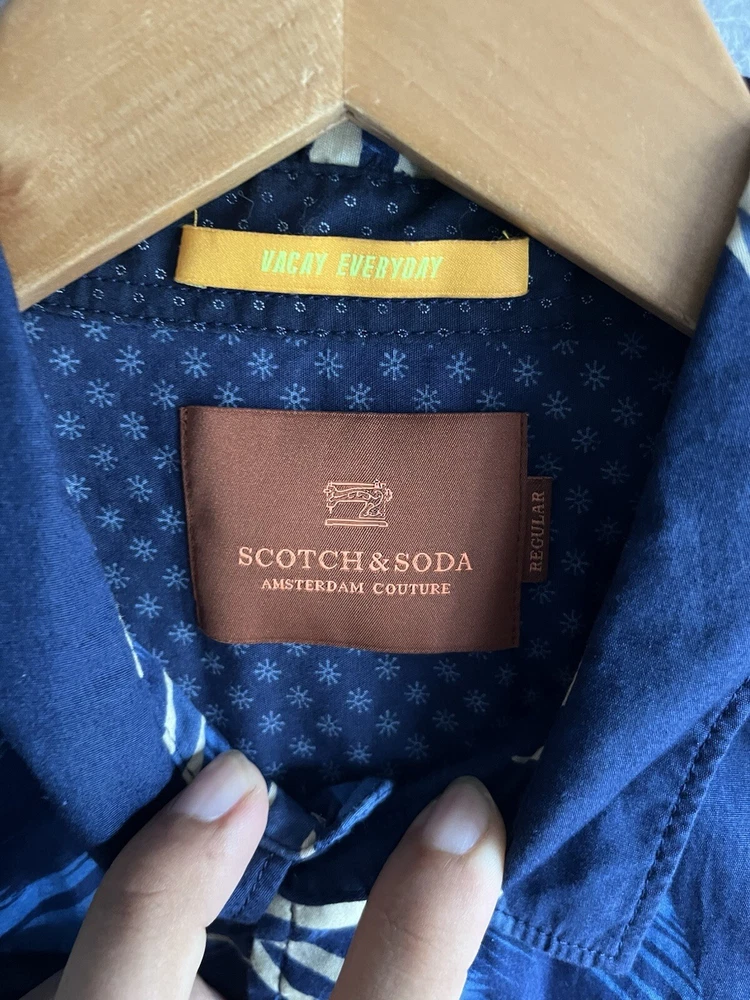 VACAY EVERYDAY
SCOTCH & SODA
AMSTERDAM COUTURE
REGULAR